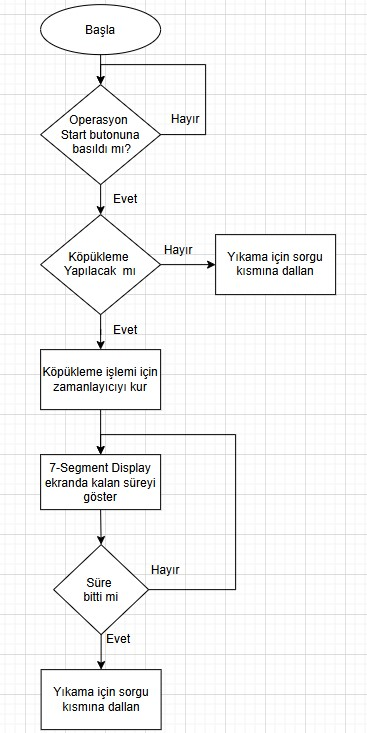 Başla
Operasyon
Start butonuna
basıldı mı?
Hayır
Evet
Köpükleme
Yapılacak mı
Hayır
Yıkama için sorgu
kısmına dallan
Evet
Köpükleme işlemi için
zamanlayıcıyı kur
7-Segment Display
ekranda kalan süreyi
göster
Hayır
Süre
bitti mi
Evet
Yıkama için sorgu
kısmına dallan